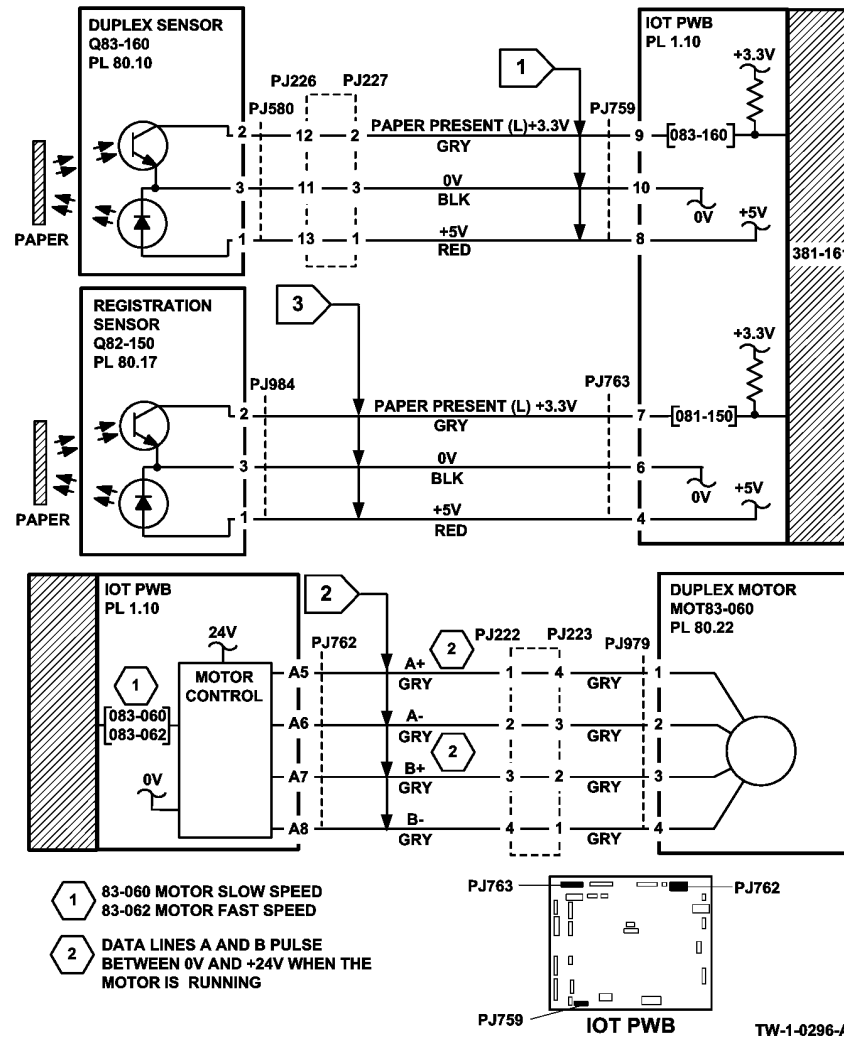 DUPLEX SENSOR
Q83-160
PL 80.10
PJ226 PJ227
PJ580
1
PJ759
IOT PWB
PL 1.10
+3.3V
2 12 2 PAPER PRESENT (L)+3.3V 9 [083-160]
GRY
3 11 3 0V 10
BLK
0V
+5V
1 13 1 +5V 8
RED
PAPER
381-161
REGISTRATION
SENSOR
Q82-150
PL 80.17
3
PJ984
PJ763
+3.3V
2 PAPER PRESENT (L) +3.3V 7 [081-150]
GRY
3 0V 6
BLK
0V
+5V
1 +5V 4
RED
PAPER
IOT PWB
PL 1.10
2
DUPLEX MOTOR
MOT83-060
PL 80.22
24V
PJ762
2
PJ222 PJ223 PJ979
MOTOR
CONTROL
1
[083-060]
[083-062]
0V
A5 A+ 1 4 1
GRY GRY
A6 A- 2 3 2
GRY GRY
2
A7 B+ 3 2 3
GRY GRY
A8 B- 4 1 4
GRY GRY
1 83-060 MOTOR SLOW SPEED
83-062 MOTOR FAST SPEED
2 DATA LINES A AND B PULSE
BETWEEN 0V AND +24V WHEN THE
MOTOR IS RUNNING
PJ763 PJ762
PJ759
IOT PWB
TW-1-0296-A